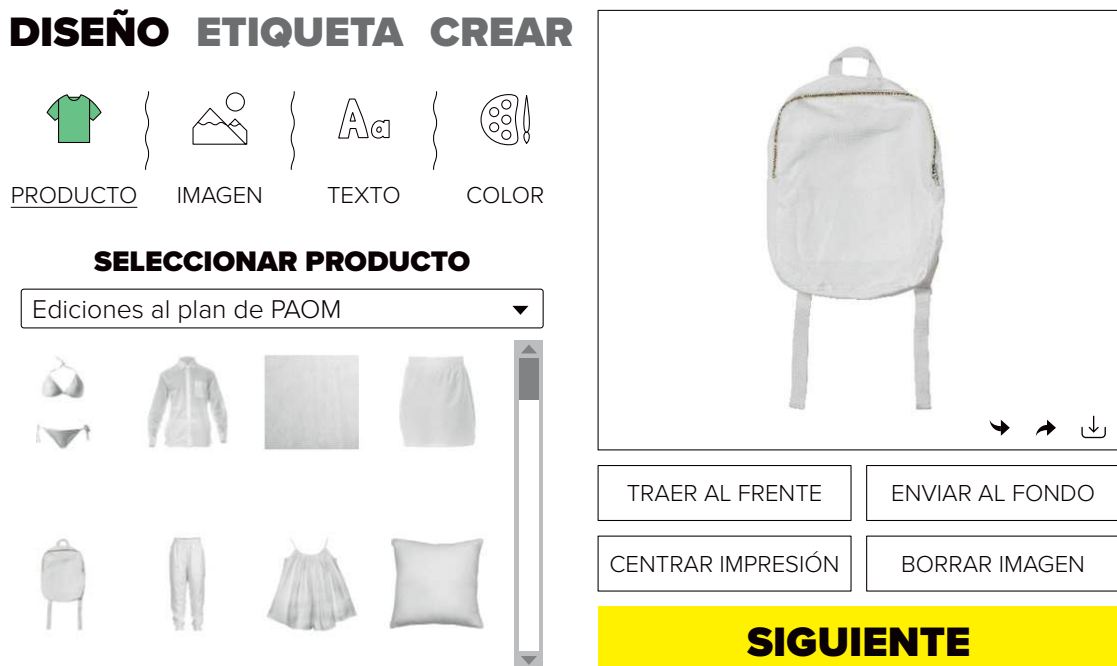 DISEÑO ETIQUETA CREAR
Aa
PRODUCTO IMAGEN TEXTO COLOR
SELECCIONAR PRODUCTO
Ediciones al plan de PAOM
TRAER AL FRENTE ENVIAR AL FONDO
CENTRAR IMPRESIÓN BORRAR IMAGEN
SIGUIENTE